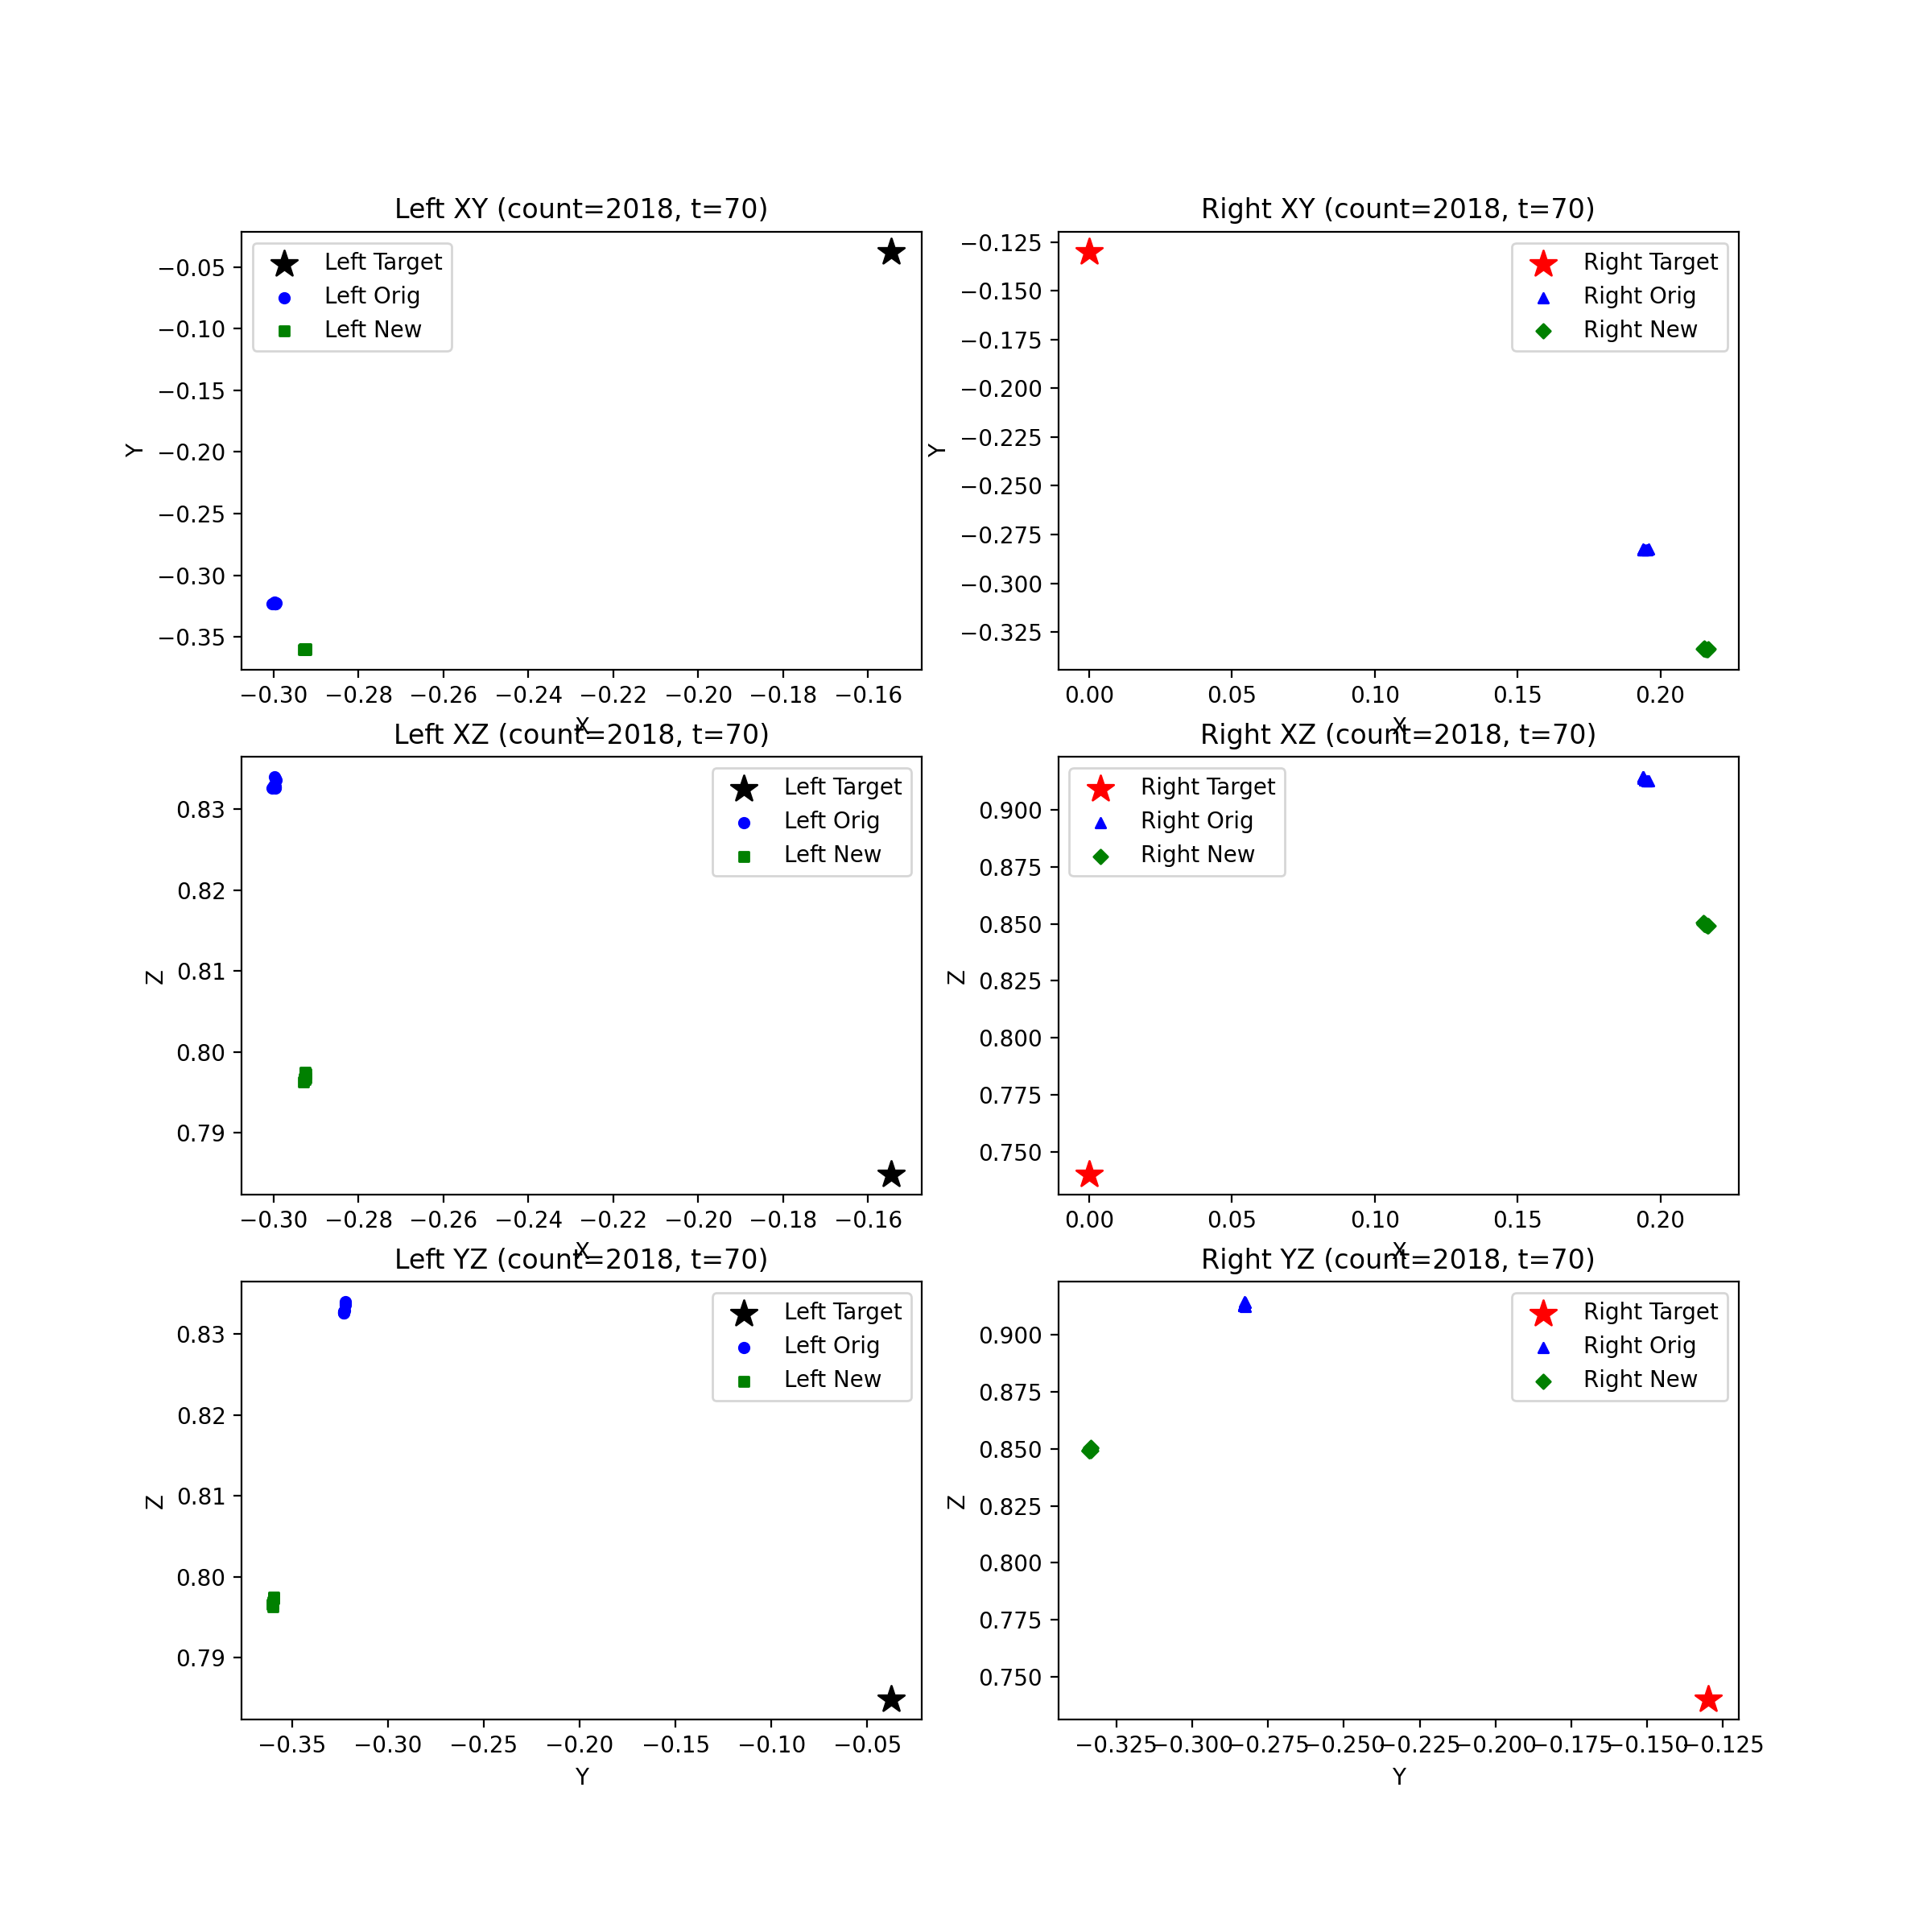 Left XY (count=2018, t=70)
Left Target
Left Orig
Left New
−0.05
−0.10
−0.15
−0.20
−0.25
−0.30
−0.35
Y
−0.30 −0.28 −0.26 −0.24 −0.22 −0.20 −0.18 −0.16
X
Right XY (count=2018, t=70)
Right Target
Right Orig
Right New
−0.125
−0.150
−0.175
−0.200
−0.225
−0.250
−0.275
−0.300
−0.325
Y
0.00 0.05 0.10 0.15 0.20
X
Left XZ (count=2018, t=70)
Left Target
Left Orig
Left New
0.83
0.82
0.81
0.80
0.79
Z
−0.30 −0.28 −0.26 −0.24 −0.22 −0.20 −0.18 −0.16
X
Right XZ (count=2018, t=70)
Right Target
Right Orig
Right New
0.900
0.875
0.850
0.825
0.800
0.775
0.750
Z
0.00 0.05 0.10 0.15 0.20
X
Left YZ (count=2018, t=70)
Left Target
Left Orig
Left New
0.83
0.82
0.81
0.80
0.79
Z
−0.35 −0.30 −0.25 −0.20 −0.15 −0.10 −0.05
Y
Right YZ (count=2018, t=70)
Right Target
Right Orig
Right New
0.900
0.875
0.850
0.825
0.800
0.775
0.750
Z
−0.325 −0.300 −0.275 −0.250 −0.225 −0.200 −0.175 −0.150 −0.125
Y